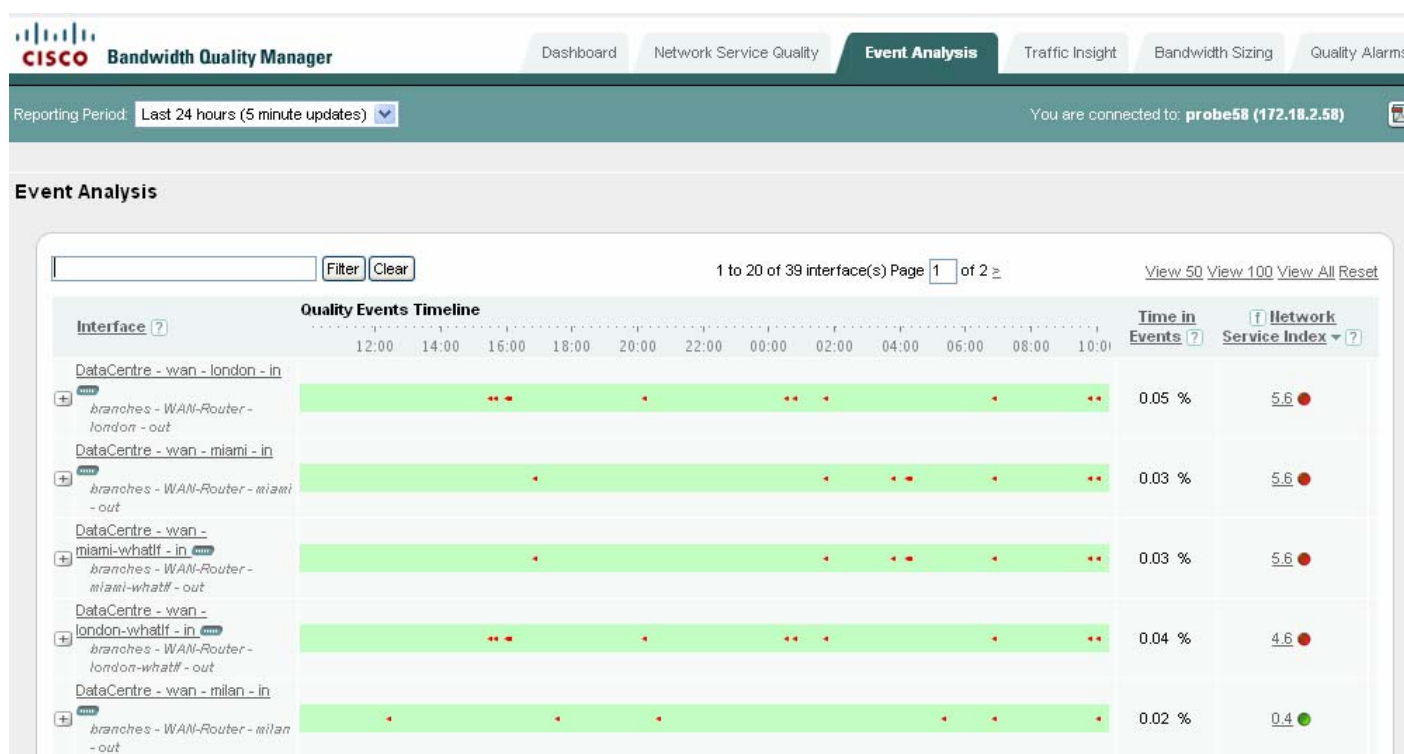 CISCO Bandwidth Quality Manager
Dashboard
Network Service Quality
Event Analysis
Traffic Insight
Bandwidth Sizing
Quality Alarms
Reporting Period: Last 24 hours (5 minute updates)
You are connected to: probe58 (172.18.2.58)
Event Analysis
Filter Clear
1 to 20 of 39 interface(s) Page 1 of 2 >
View 50 View 100 View All Reset
Interface ?
Quality Events Timeline
12:00 14:00 16:00 18:00 20:00 22:00 00:00 02:00 04:00 06:00 08:00 10:00
Time in
Events ?
f Network
Service Index ?
DataCentre - wan - london - in
branches - WAN-Router -
london - out
0.05 %
5.6
DataCentre - wan - miami - in
branches - WAN-Router - miami
- out
0.03 %
5.6
DataCentre - wan -
miami-whatIf - in
branches - WAN-Router -
miami-whatIf - out
0.03 %
5.6
DataCentre - wan -
london-whatIf - in
branches - WAN-Router -
london-whatIf - out
0.04 %
4.6
DataCentre - wan - milan - in
branches - WAN-Router - milan
- out
0.02 %
0.4